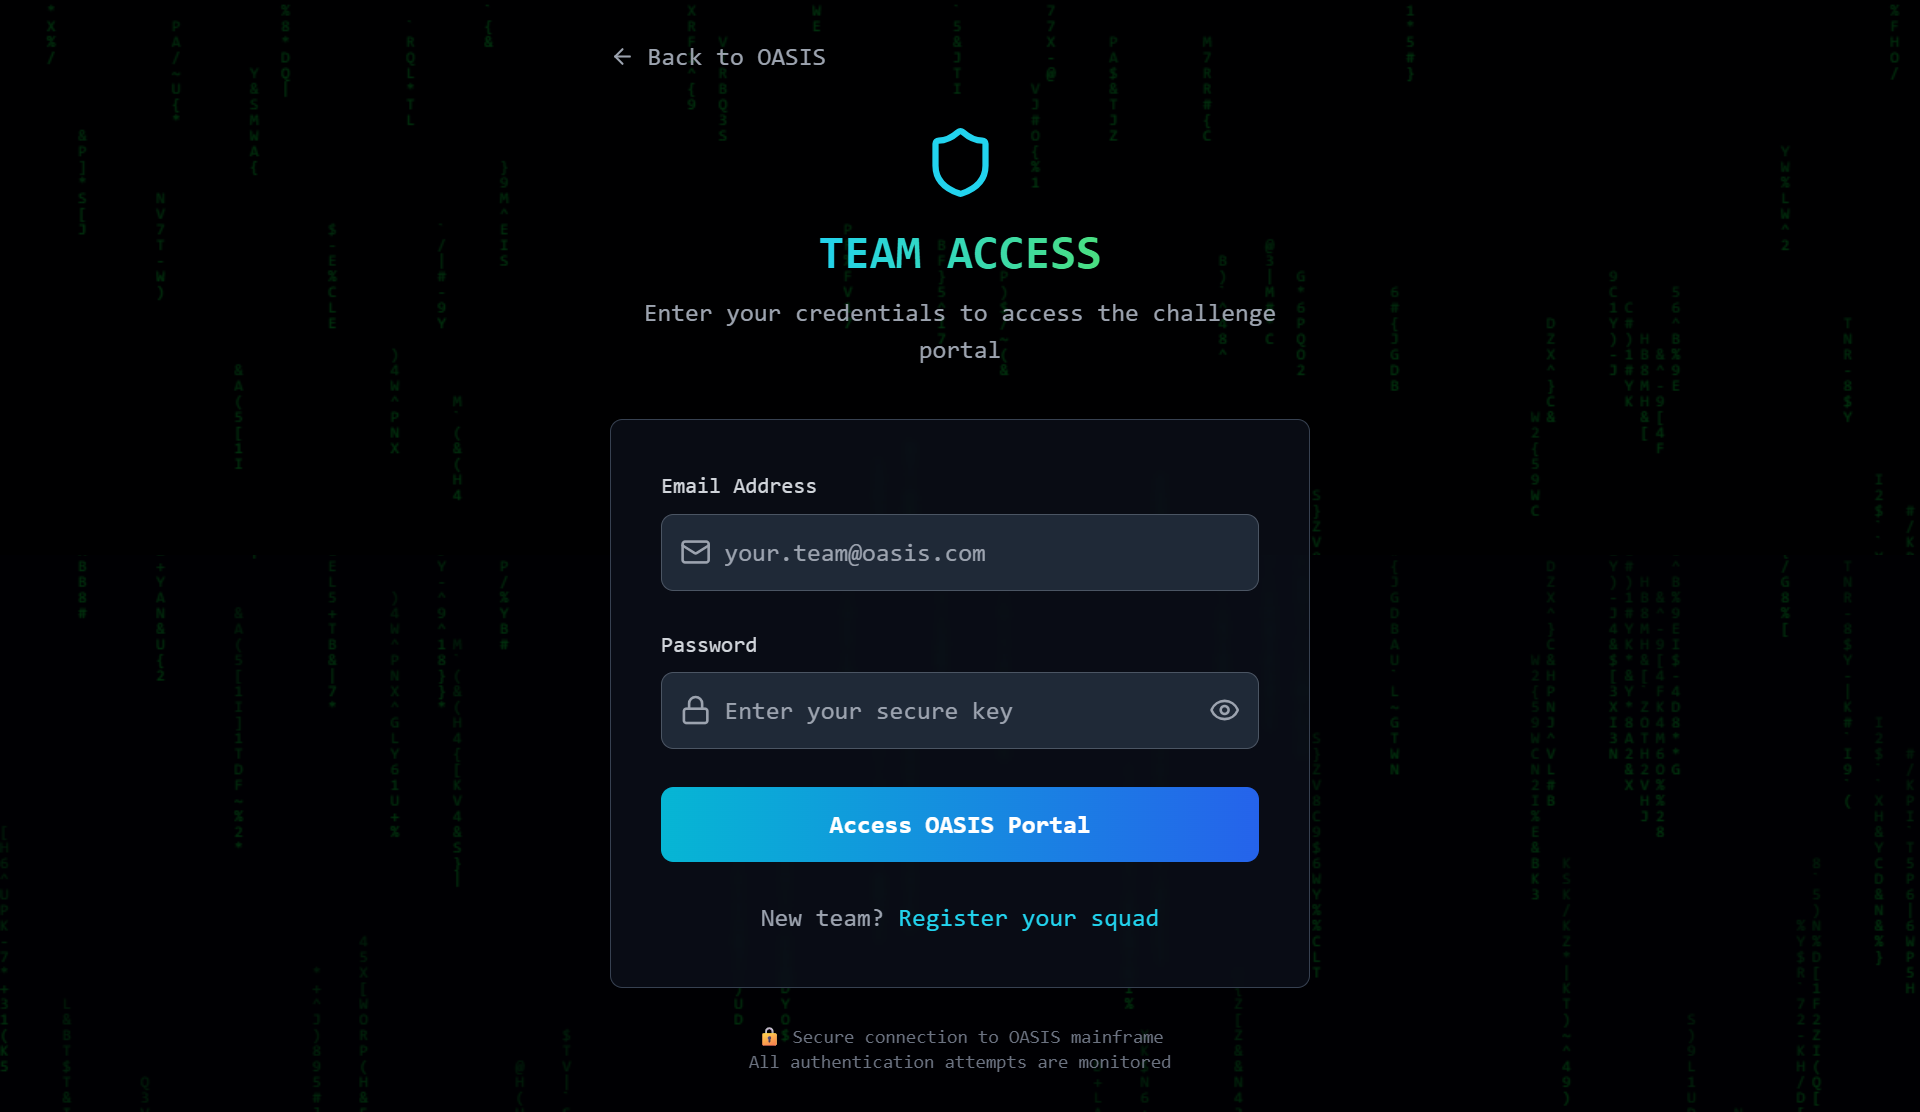 Back to OASIS
TEAM ACCESS
Enter your credentials to access the challenge
portal
Email Address
your.team@oasis.com
Password
Enter your secure key
Access OASIS Portal
New team? Register your squad
🔒 Secure connection to OASIS mainframe
All authentication attempts are monitored